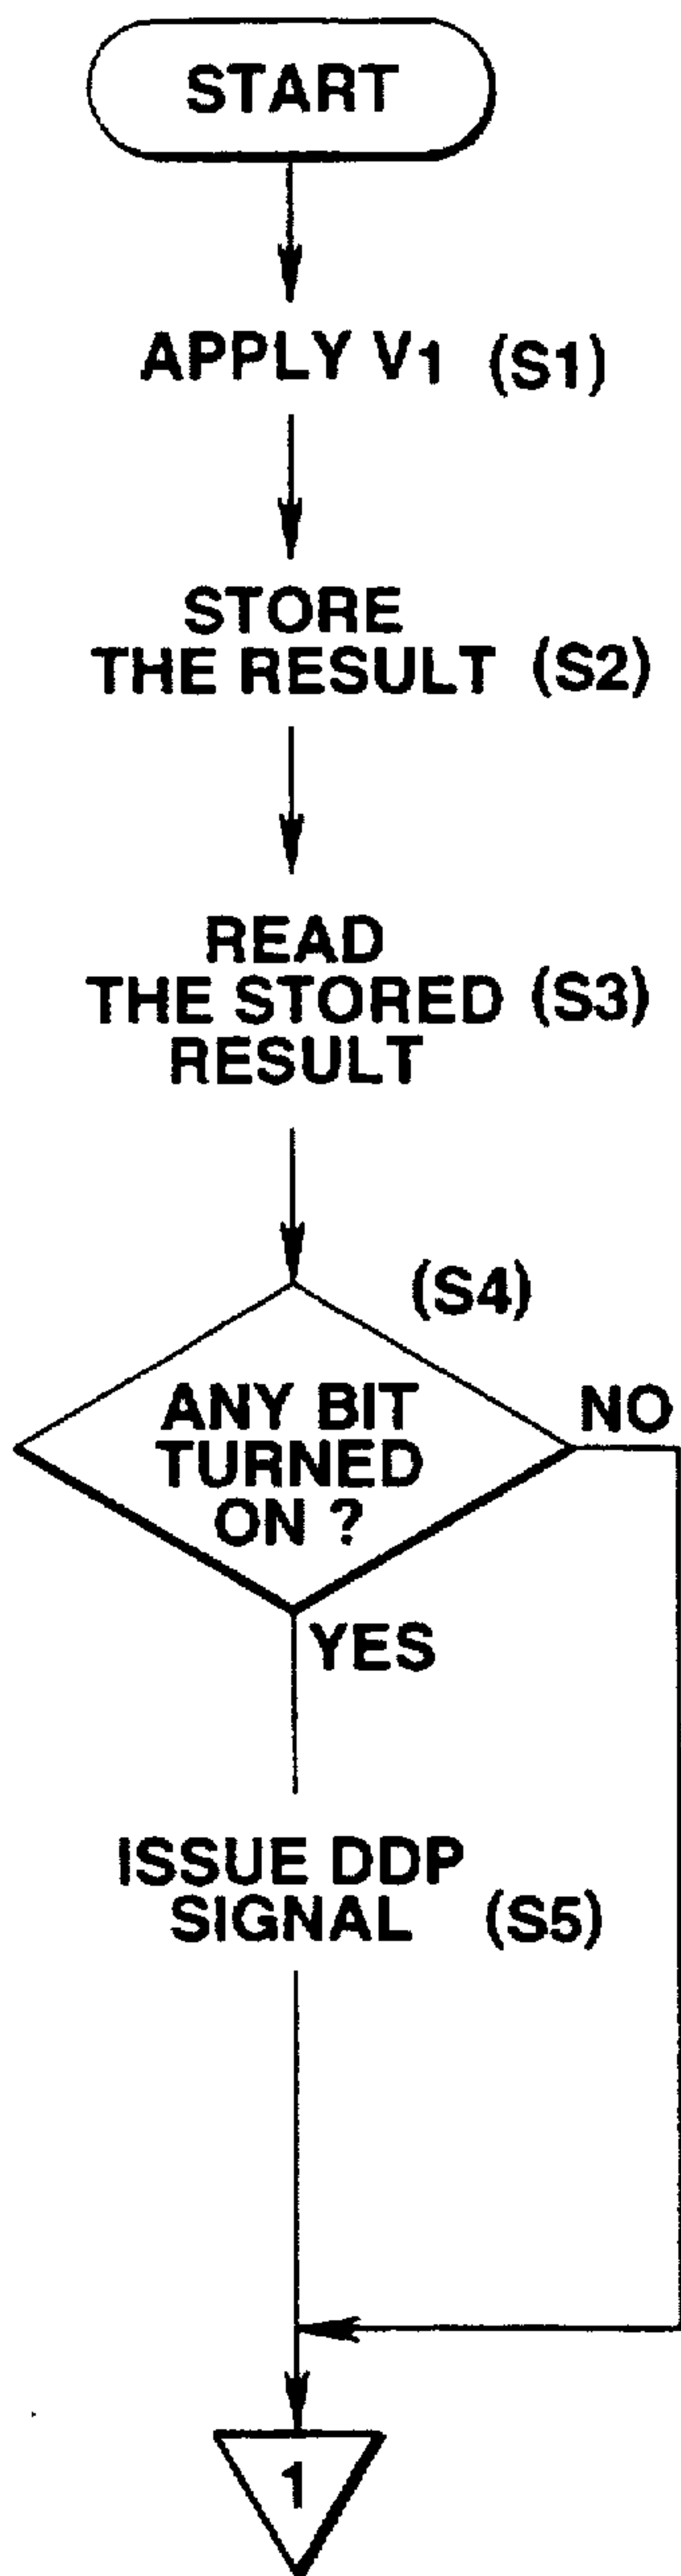 START
APPLY V1 (S1)
STORE
THE RESULT (S2)
READ
THE STORED (S3)
RESULT
(S4)
ANY BIT NO
TURNED
ON ?
YES
ISSUE DDP
SIGNAL (S5)
1